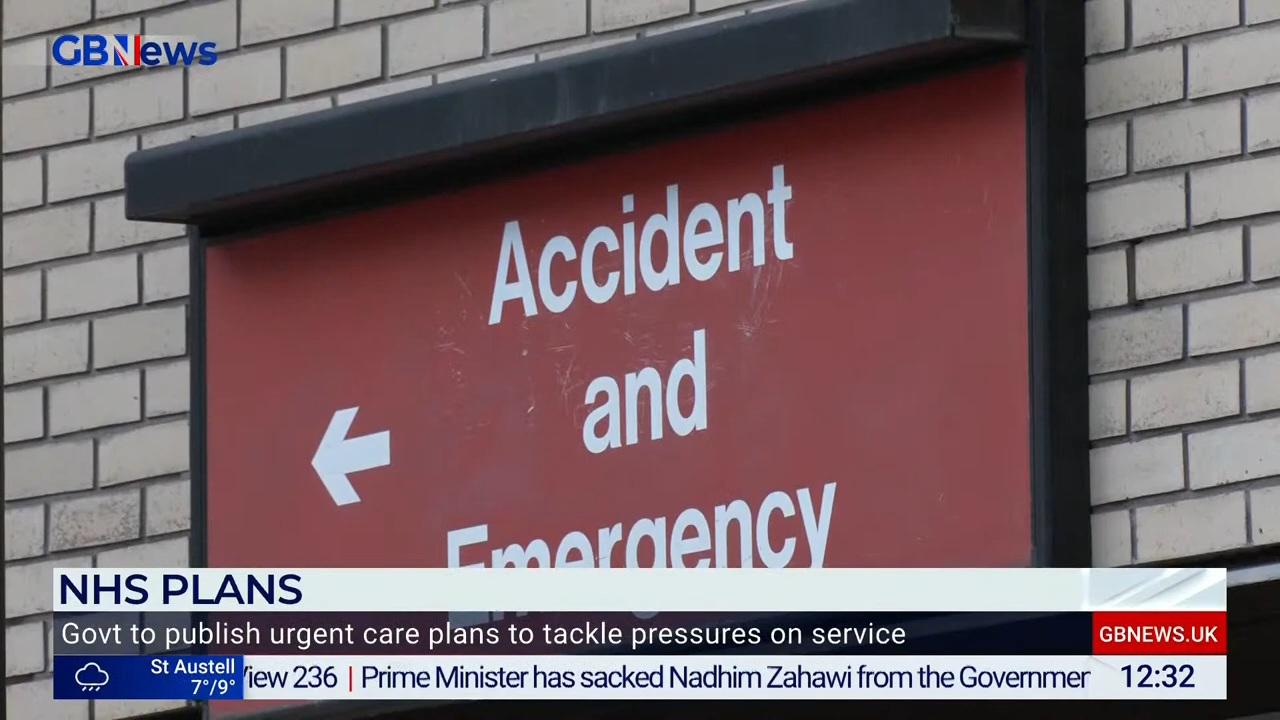 GBNews
Accident
and
Emergency
NHS PLANS
Govt to publish urgent care plans to tackle pressures on service
GBNEWS.UK
St Austell
7°/9°
View 236 | Prime Minister has sacked Nadhim Zahawi from the Governmen
12:32